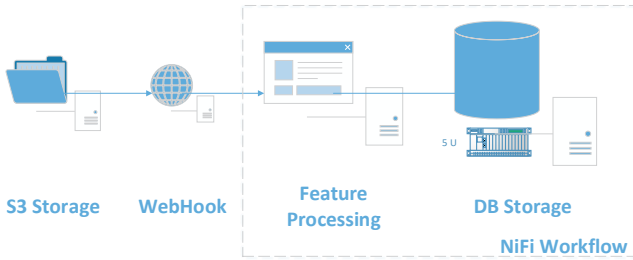 5 U
S3 Storage
WebHook
Feature
Processing
DB Storage
NiFi Workflow